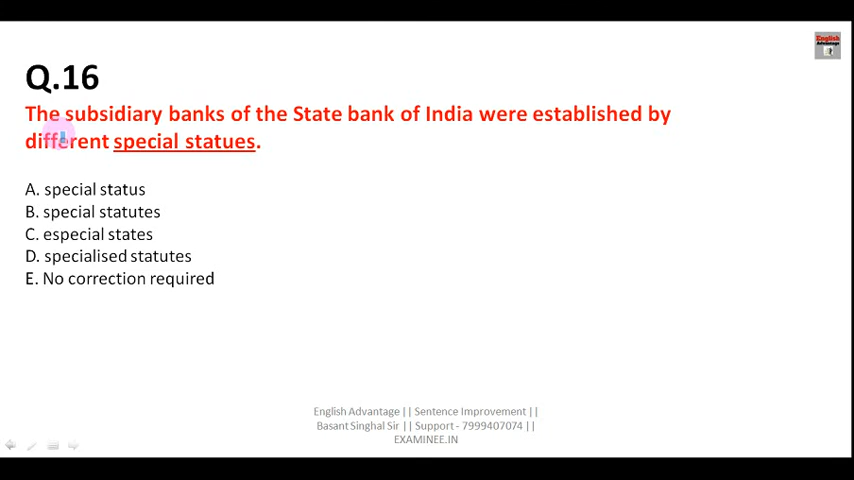 English
Advantage
Q.16
The subsidiary banks of the State bank of India were established by
different special statues.
A. special status
B. special statutes
C. especial states
D. specialised statutes
E. No correction required
English Advantage || Sentence Improvement ||
Basant Singhal Sir || Support - 7999407074 ||
EXAMINEE.IN